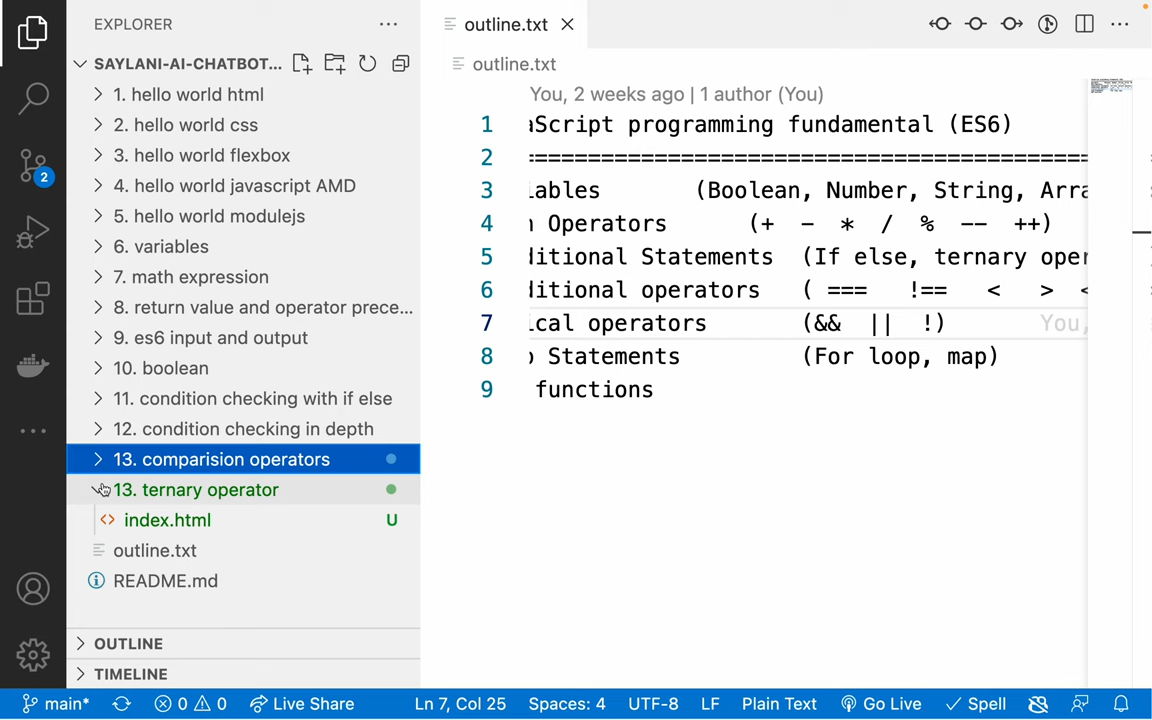 EXPLORER
SAYLANI-AI-CHATBOT...
1. hello world html
2. hello world css
3. hello world flexbox
4. hello world javascript AMD
5. hello world modulejs
6. variables
7. math expression
8. return value and operator prece...
9. es6 input and output
10. boolean
11. condition checking with if else
12. condition checking in depth
13. comparision operators
13. ternary operator
<> index.html U
outline.txt
README.md
OUTLINE
TIMELINE
2
outline.txt
outline.txt
You, 2 weeks ago | 1 author (You)
1 aScript programming fundamental (ES6)
2 ==========================================
3 iables (Boolean, Number, String, Arra
4 n Operators (+ - * / % -- ++)
5 ditional Statements (If else, ternary oper
6 ditional operators ( === !== < > <
7 ical operators (&& || !) You,
8 p Statements (For loop, map)
9 functions
main* 0 0 Live Share Ln 7, Col 25 Spaces: 4 UTF-8 LF Plain Text Go Live Spell